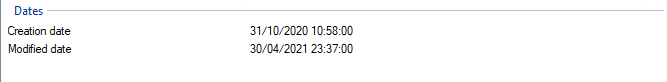 Dates
Creation date 31/10/2020 10:58:00
Modified date 30/04/2021 23:37:00